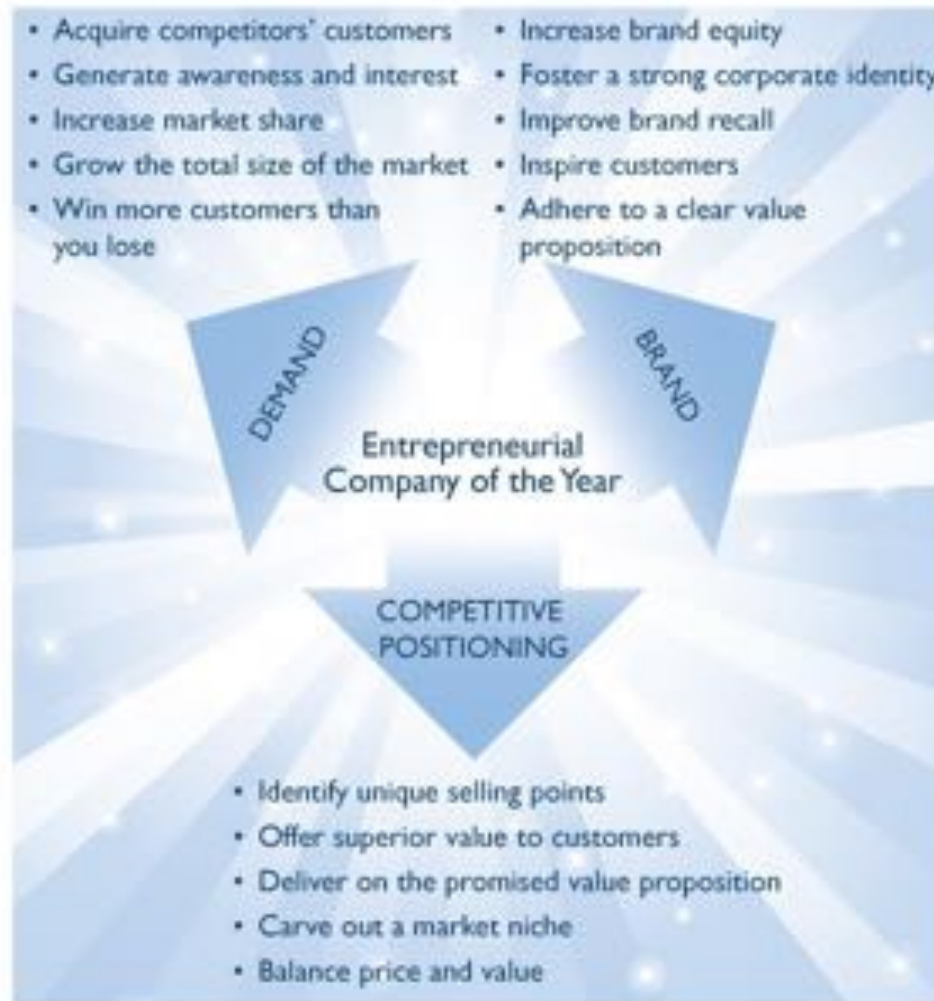 • Acquire competitors' customers
• Generate awareness and interest
• Increase market share
• Grow the total size of the market
• Win more customers than
you lose
• Increase brand equity
• Foster a strong corporate identity
• Improve brand recall
• Inspire customers
• Adhere to a clear value
proposition
DEMAND
BRAND
Entrepreneurial
Company of the Year
COMPETITIVE
POSITIONING
• Identify unique selling points
• Offer superior value to customers
• Deliver on the promised value proposition
• Carve out a market niche
• Balance price and value